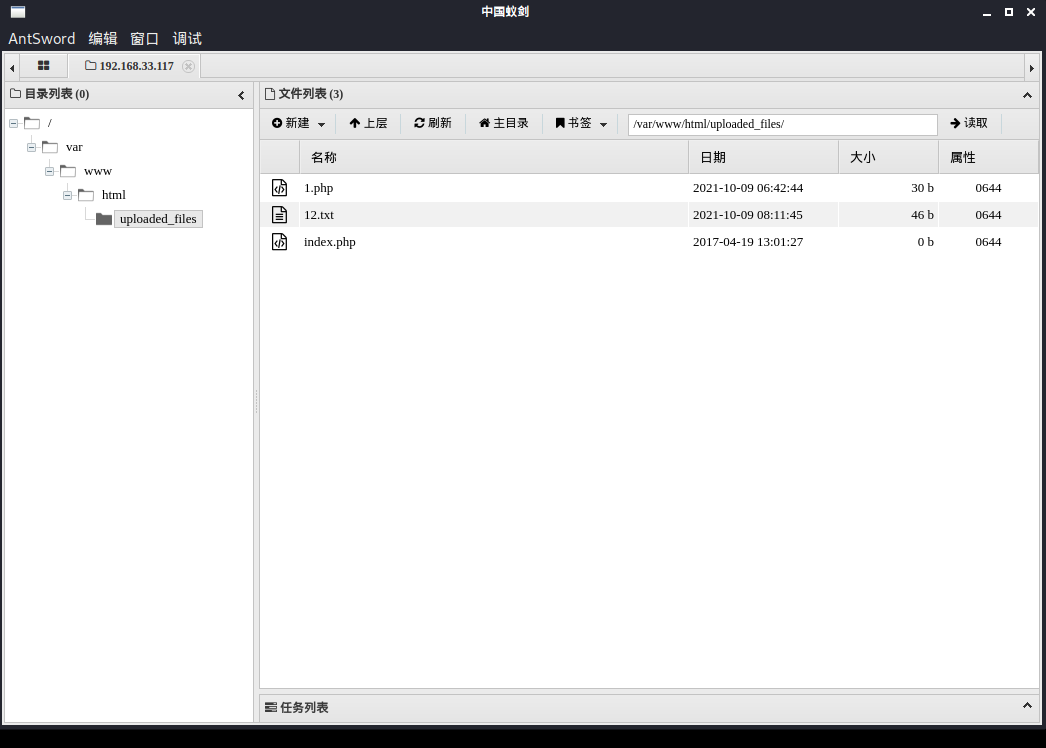 中国蚁剑
AntSword 编辑 窗口 调试
192.168.33.117
目录列表 (0)
文件列表 (3)
新建 上层 刷新 主目录 书签 /var/www/html/uploaded_files/ 读取
/
var
www
html
uploaded_files
名称 日期 大小 属性
1.php 2021-10-09 06:42:44 30 b 0644
12.txt 2021-10-09 08:11:45 46 b 0644
index.php 2017-04-19 13:01:27 0 b 0644
任务列表